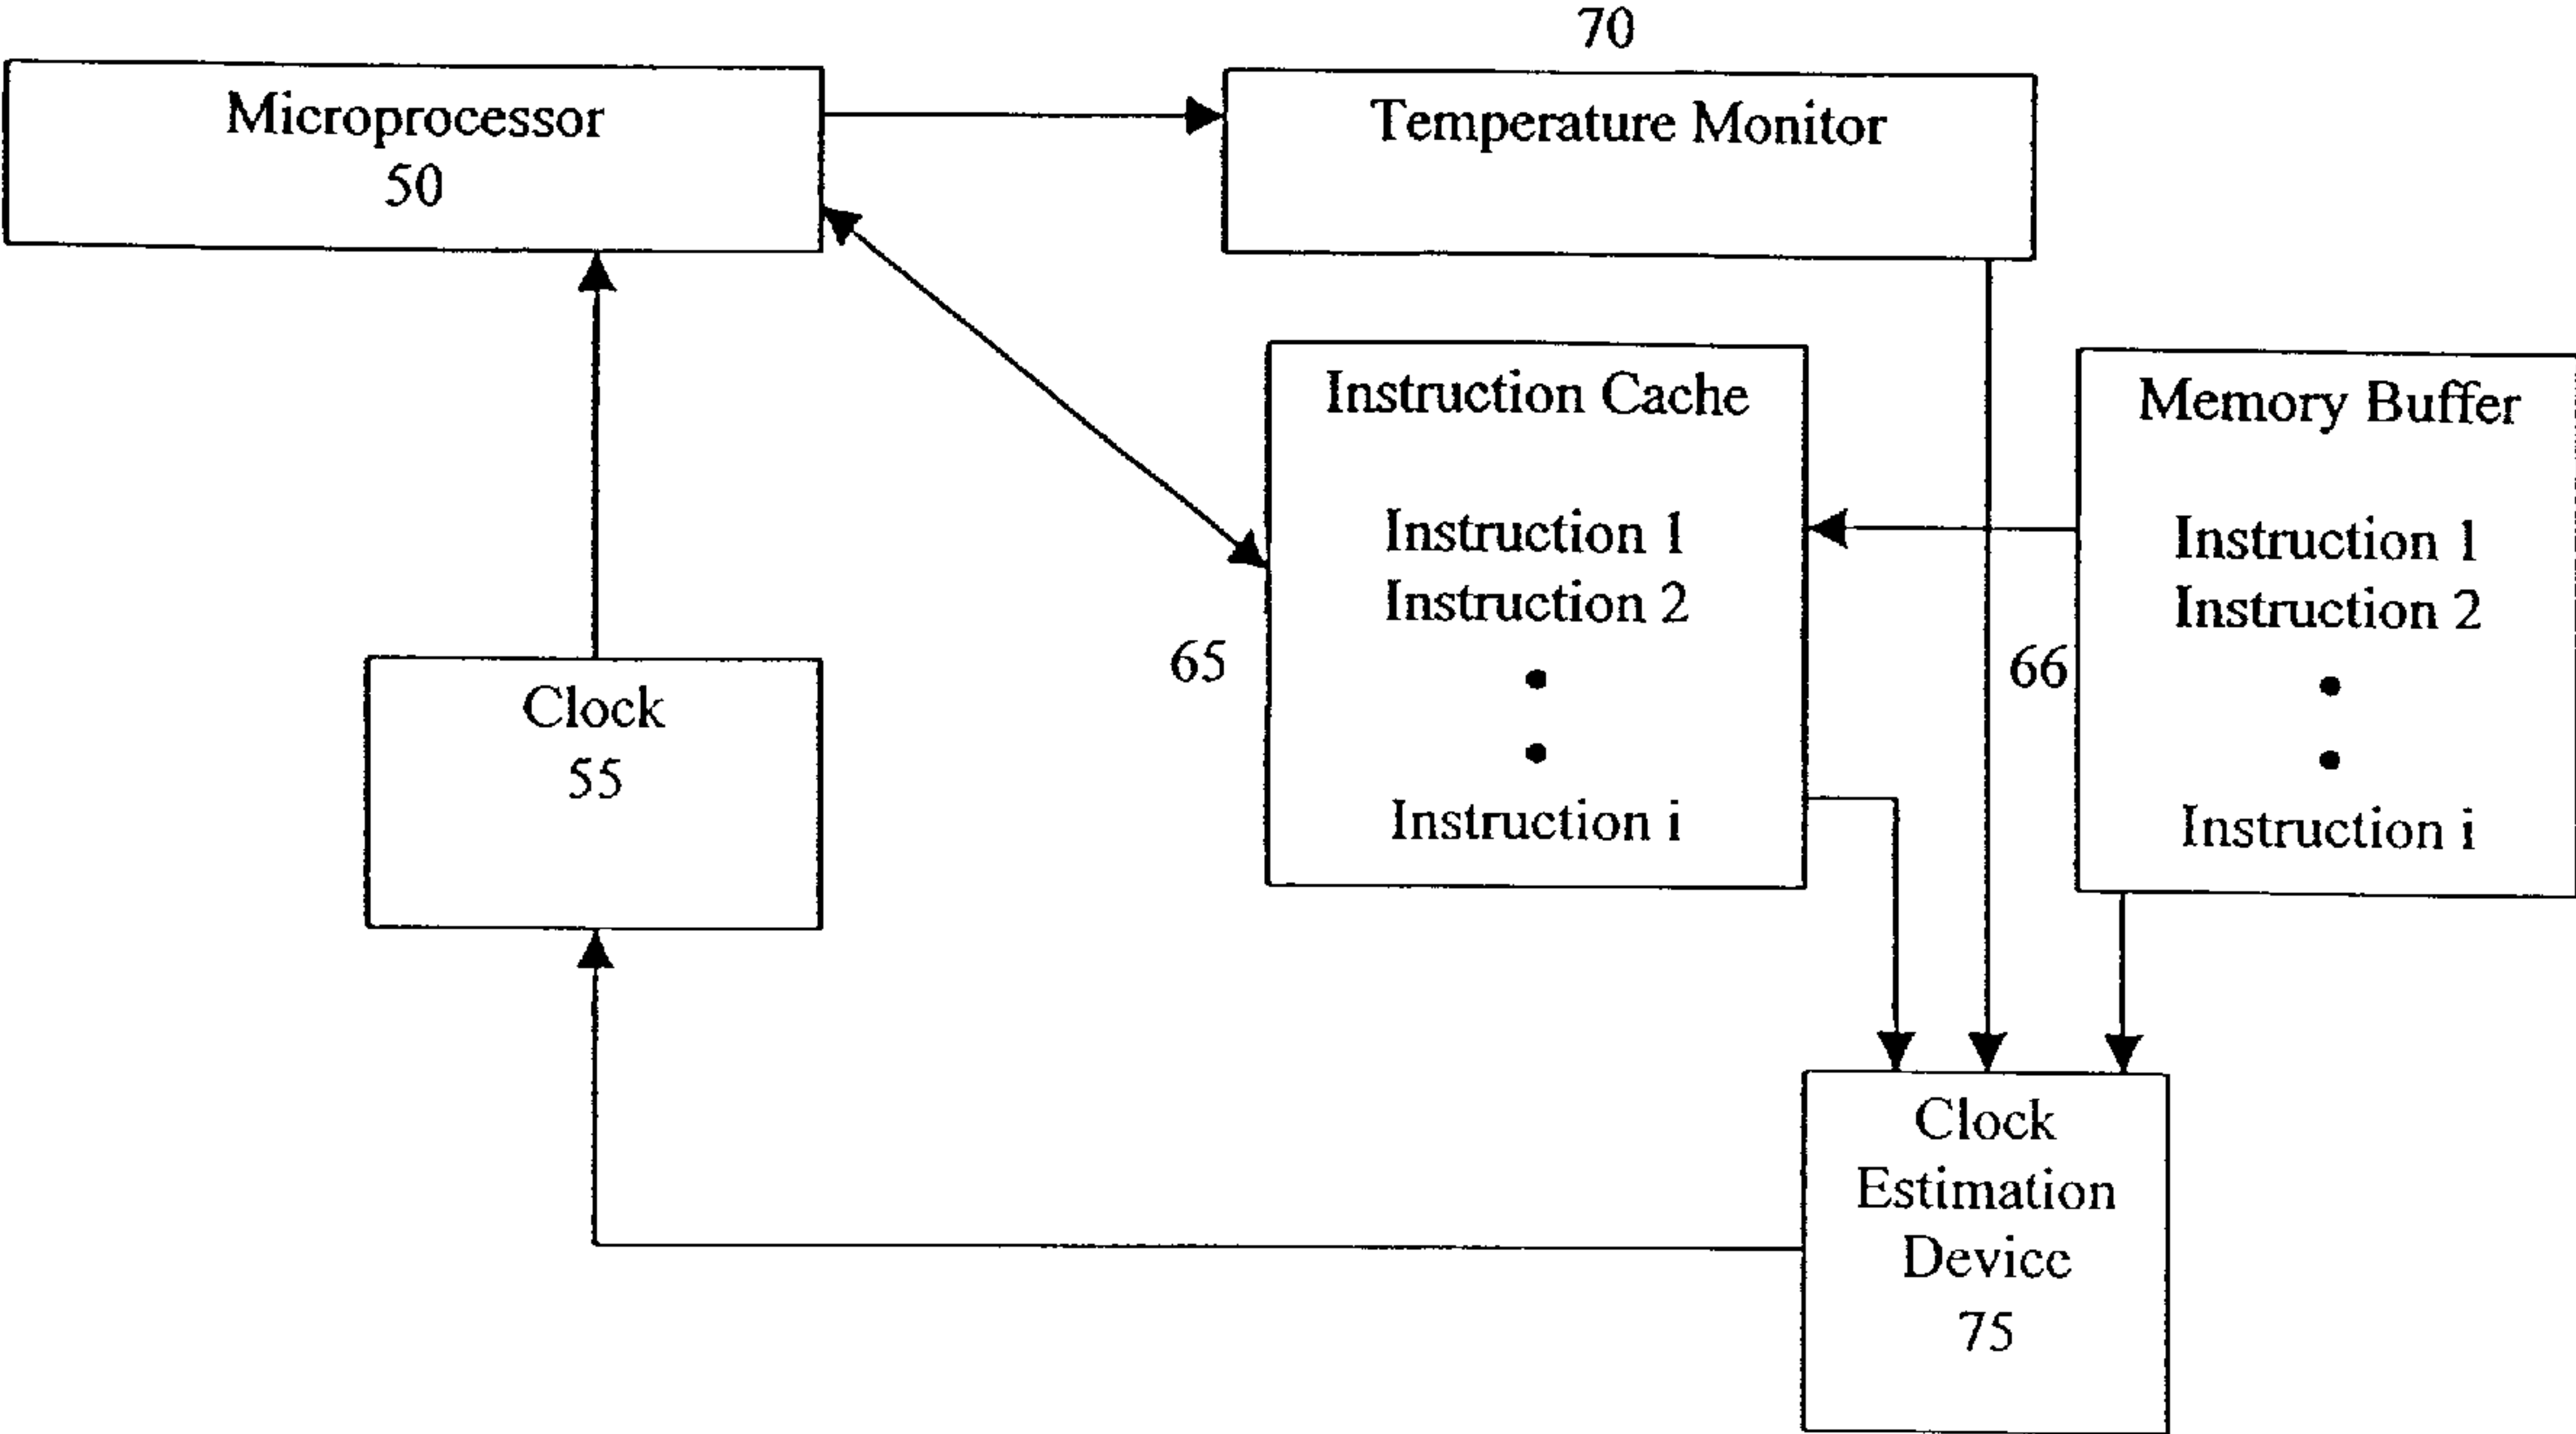 70
Microprocessor
50
Temperature Monitor
Instruction Cache
Instruction 1
Instruction 2
Instruction i
65
Memory Buffer
Instruction 1
Instruction 2
Instruction i
66
Clock
55
Clock
Estimation
Device
75